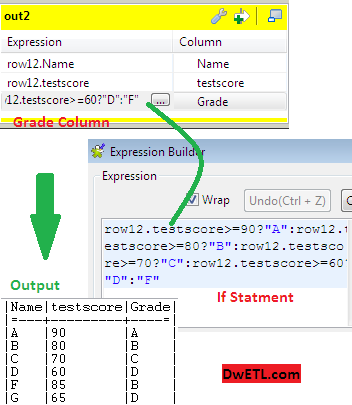 out2
Expression Column
row12.Name Name
row12.testscore testscore
12.testscore>=60?"D":"F" ... Grade
Grade Column
Expression Builder
Expression
Wrap Undo(Ctrl + Z)
row12.testscore>=90?"A":row12.t
estscore>=80?"B":row12.testsco
re>=70?"C":row12.testscore>=60?
"D":"F"
If Statment
Output
|Name|testscore|Grade|
|=---+---------+----=|
|A |90 |A
|B |80 |B
|C |70 |C
|D |60 |D
|F |85 |B
|G |65 |D
DwETL.com